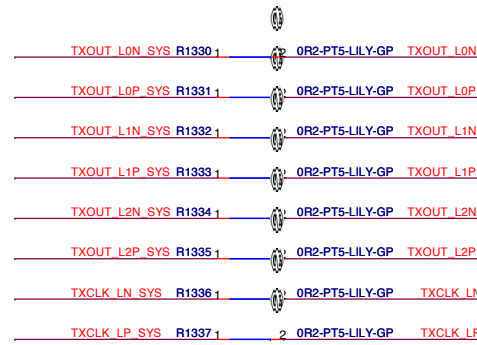 TXOUT_L0N_SYS R1330 1 2 0R2-PT5-LILY-GP TXOUT_L0N
TXOUT_L0P_SYS R1331 1 0R2-PT5-LILY-GP TXOUT_L0P
TXOUT_L1N_SYS R1332 1 0R2-PT5-LILY-GP TXOUT_L1N
TXOUT_L1P_SYS R1333 1 0R2-PT5-LILY-GP TXOUT_L1P
TXOUT_L2N_SYS R1334 1 0R2-PT5-LILY-GP TXOUT_L2N
TXOUT_L2P_SYS R1335 1 0R2-PT5-LILY-GP TXOUT_L2P
TXCLK_LN_SYS R1336 1 0R2-PT5-LILY-GP TXCLK_LN
TXCLK_LP_SYS R1337 1 2 0R2-PT5-LILY-GP TXCLK_LP